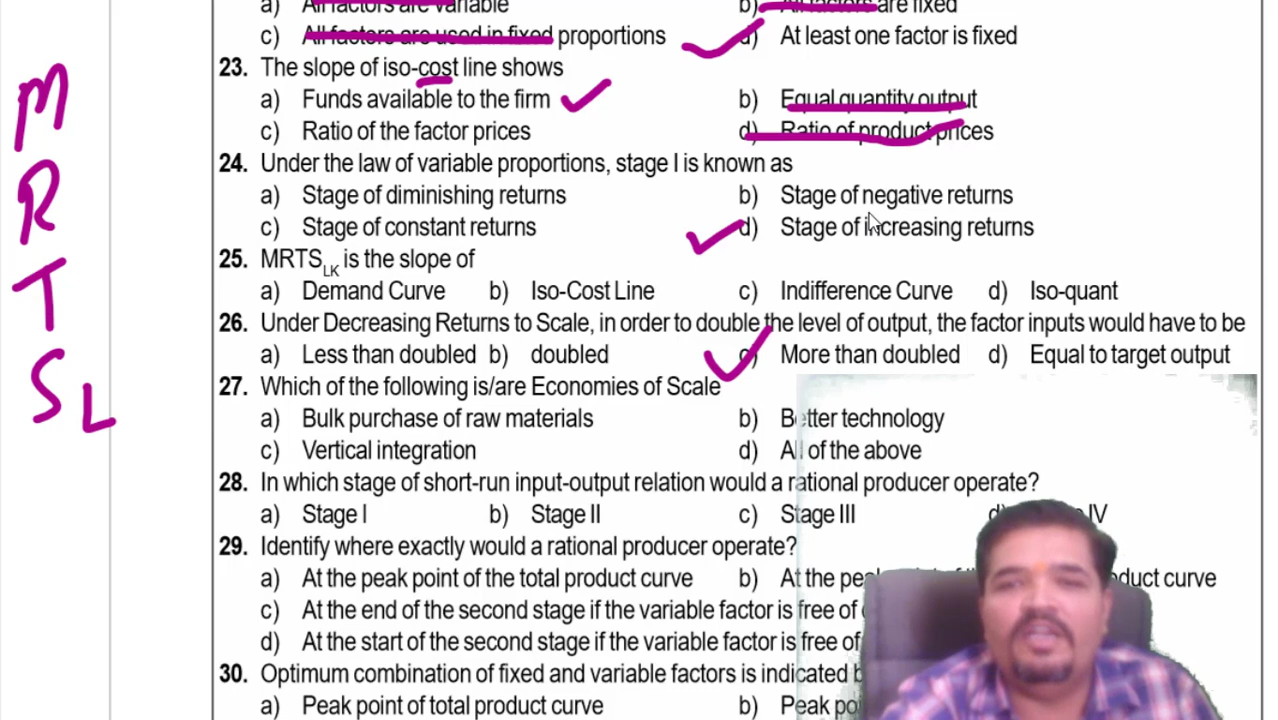 a) All factors are variable b) All factors are fixed
c) All factors are used in fixed proportions d) At least one factor is fixed
23. The slope of iso-cost line shows
a) Funds available to the firm b) Equal quantity output
c) Ratio of the factor prices d) Ratio of product prices
24. Under the law of variable proportions, stage I is known as
a) Stage of diminishing returns b) Stage of negative returns
c) Stage of constant returns d) Stage of increasing returns
25. MRTS LK is the slope of
a) Demand Curve b) Iso-Cost Line c) Indifference Curve d) Iso-quant
26. Under Decreasing Returns to Scale, in order to double the level of output, the factor inputs would have to be
a) Less than doubled b) doubled c) More than doubled d) Equal to target output
27. Which of the following is/are Economies of Scale
a) Bulk purchase of raw materials b) Better technology
c) Vertical integration d) All of the above
28. In which stage of short-run input-output relation would a rational producer operate?
a) Stage I b) Stage II c) Stage III d) IV
29. Identify where exactly would a rational producer operate?
a) At the peak point of the total product curve b) At the curve
c) At the end of the second stage if the variable factor is free of
d) At the start of the second stage if the variable factor is free of
30. Optimum combination of fixed and variable factors is indicated
a) Peak point of total product curve b) Peak
M
R
T
S L